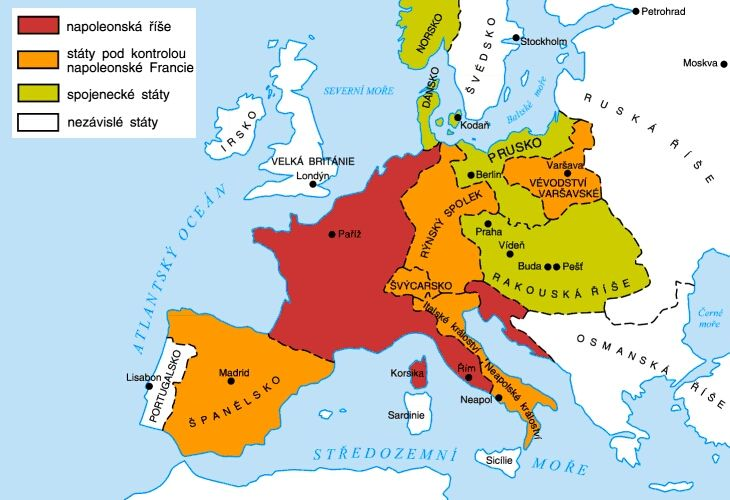 napoleonská říše
státy pod kontrolou
napoleonské Francie
spojenecké státy
nezávislé státy
Petrohrad
NORSKO
ŠVÉDSKO
Stockholm
Moskva
SEVERNÍ MOŘE
DÁNSKO
Baltské moře
RUSKÁ ŘÍŠE
IRSKO
Kodaň
PRUSKO
VELKÁ BRITÁNIE
Londýn
Berlín
Varšava
VÉVODSTVÍ
VARŠAVSKÉ
ATLANTSKÝ OCEÁN
RÝNSKÝ SPOLEK
Paříž
Praha
Vídeň
Buda
Pešť
RAKOUSKÁ ŘÍŠE
ŠVÝCARSKO
Italské království
Černé
moře
OSMANSKÁ ŘÍŠE
PORTUGALSKO
Lisabon
Madrid
ŠPANĚLSKO
Korsika
Řím
Neapolské království
Neapol
Sardinie
Sicílie
STŘEDOZEMNÍ MOŘE